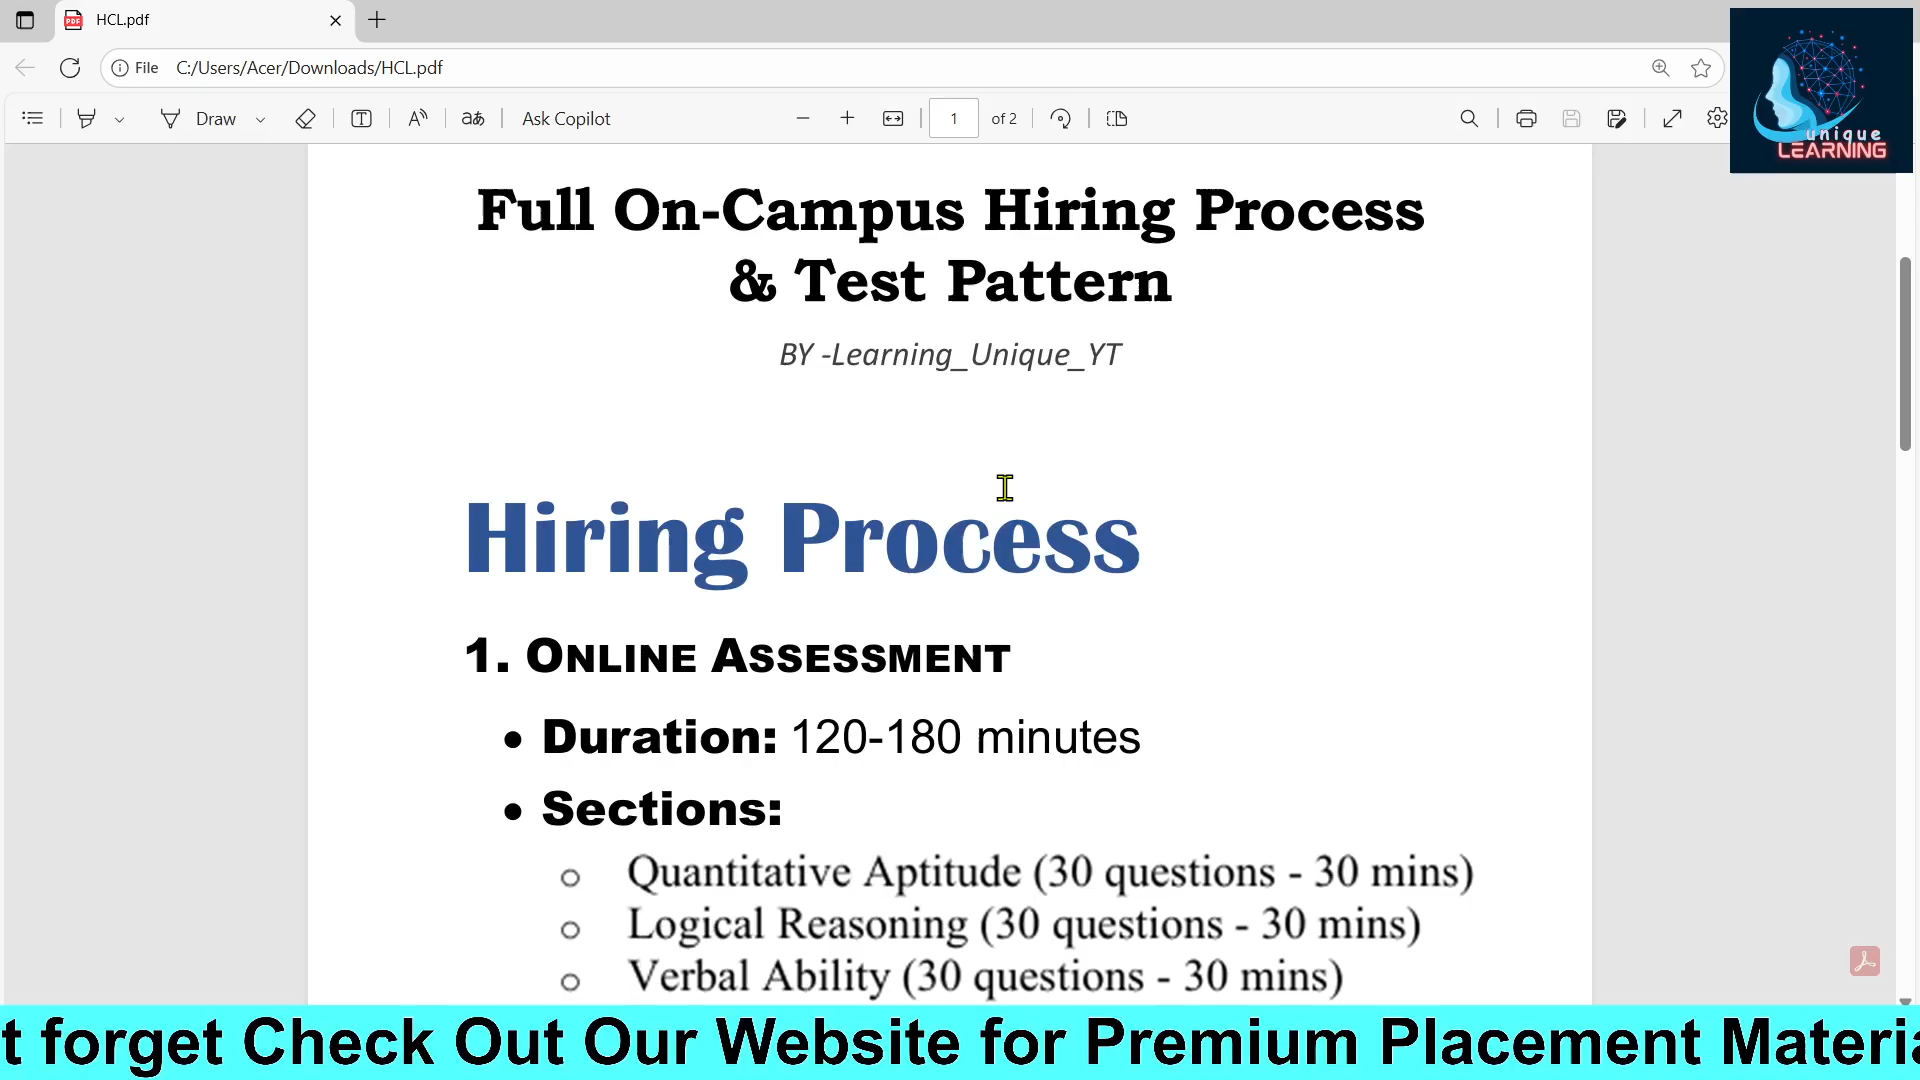 HCL.pdf
File C:/Users/Acer/Downloads/HCL.pdf
Draw Ask Copilot 1 of 2
unique
LEARNING
Full On-Campus Hiring Process
& Test Pattern
BY -Learning_Unique_YT
Hiring Process
1. ONLINE ASSESSMENT
• Duration: 120-180 minutes
• Sections:
o Quantitative Aptitude (30 questions - 30 mins)
o Logical Reasoning (30 questions - 30 mins)
o Verbal Ability (30 questions - 30 mins)
t forget Check Out Our Website for Premium Placement Materia